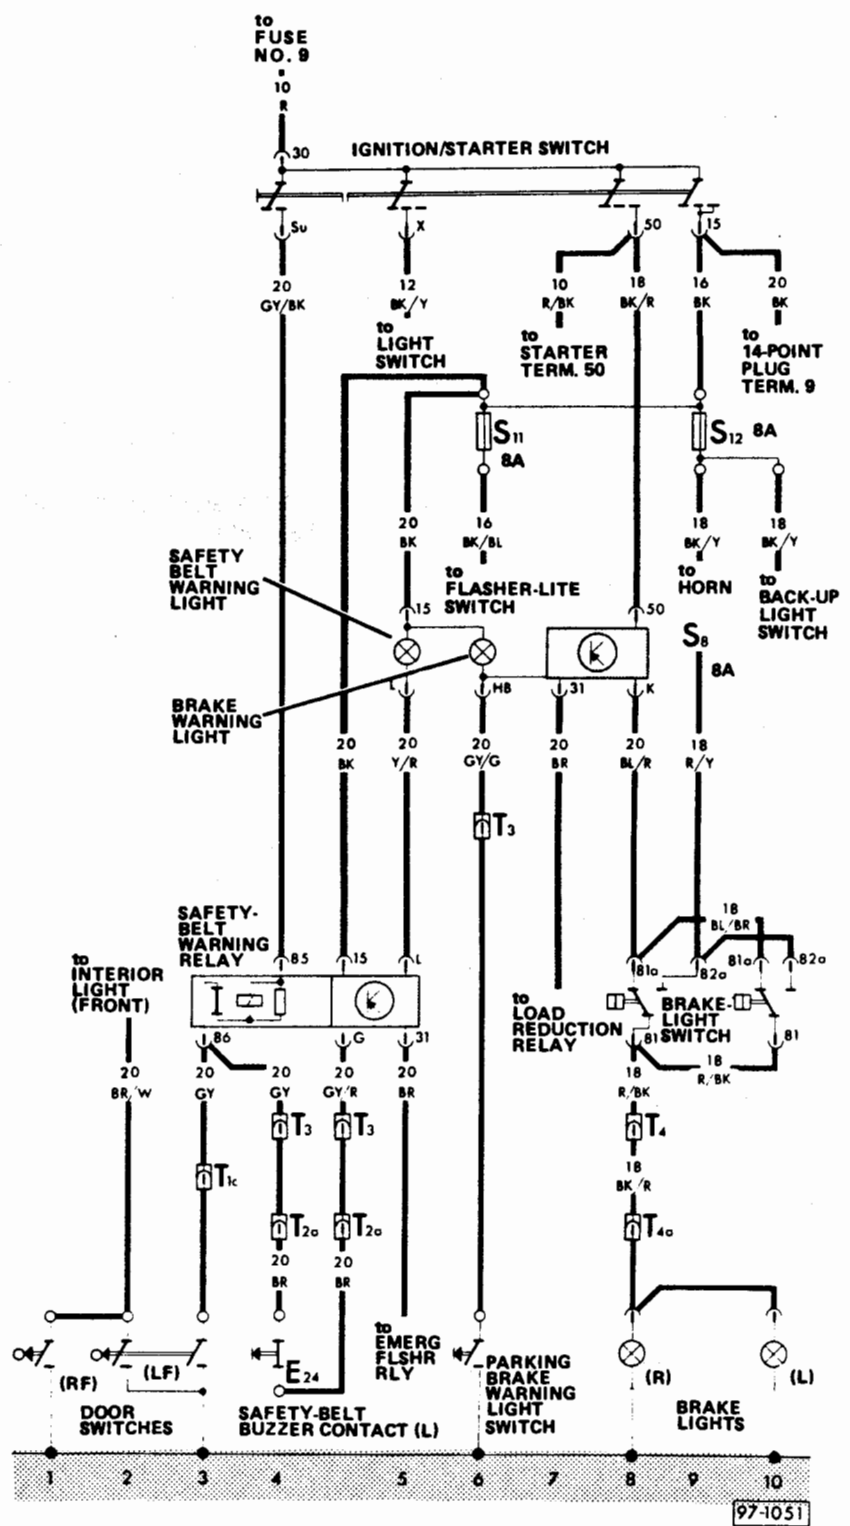 to
FUSE
NO. 9
10
R
30
IGNITION/STARTER SWITCH
Su
X
50
15
20
GY/BK
12
BK/Y
10
R/BK
18
BK/R
16
BK
20
BK
to
LIGHT
SWITCH
to
STARTER
TERM. 50
to
14-POINT
PLUG
TERM. 9
S11
8A
S12 8A
20
BK
16
BK/BL
18
BK/Y
18
BK/Y
SAFETY
BELT
WARNING
LIGHT
to
FLASHER-LITE
SWITCH
to
HORN
to
BACK-UP
LIGHT
SWITCH
15
50
S8
8A
BRAKE
WARNING
LIGHT
L
HB
31
K
20
BK
20
Y/R
20
GY/G
20
BR
20
BL/R
18
R/Y
T3
SAFETY-
BELT
WARNING
RELAY
18
BL/BR
85
15
L
81a
82a
81a
82a
to
INTERIOR
LIGHT
(FRONT)
to
LOAD
REDUCTION
RELAY
BRAKE-
LIGHT
SWITCH
86
G
31
81
81
20
BR/W
20
GY
20
GY
20
GY/R
20
BR
18
R/BK
18
R/BK
T3
T3
T4
T1c
18
BK/R
T2a
T2a
T4a
20
BR
20
BR
to
EMERG
FLSHR
RLY
(RF)
(LF)
E24
PARKING
BRAKE
WARNING
LIGHT
SWITCH
(R)
(L)
DOOR
SWITCHES
SAFETY-BELT
BUZZER CONTACT (L)
BRAKE
LIGHTS
1 2 3 4 5 6 7 8 9 10
97-1051